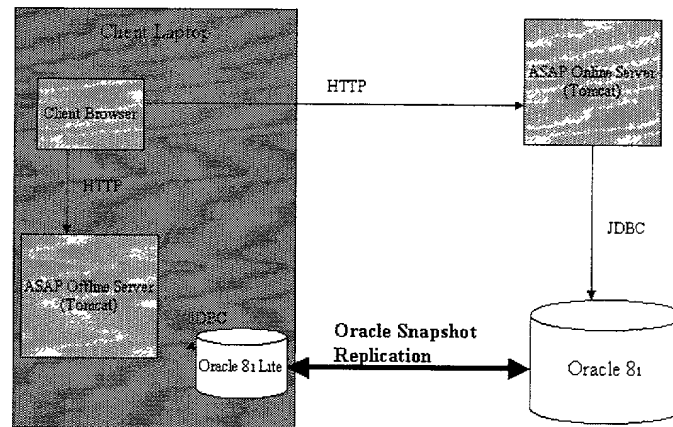 Client Laptop
ASAP Online Server
(Tomcat)
HTTP
Client Browser
HTTP
JDBC
ASAP Offline Server
(Tomcat)
JDBC
Oracle Snapshot
Replication
Oracle 8i Lite
Oracle 8i